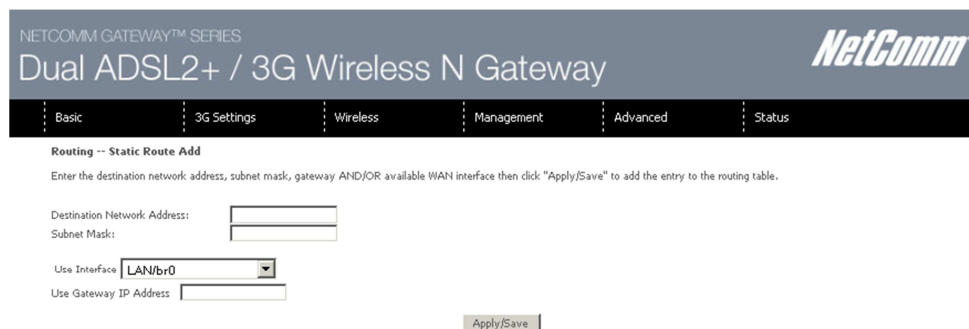 NETCOMM GATEWAY™ SERIES
Dual ADSL2+ / 3G Wireless N Gateway
NetComm
Basic
3G Settings
Wireless
Management
Advanced
Status
Routing -- Static Route Add
Enter the destination network address, subnet mask, gateway AND/OR available WAN interface then click "Apply/Save" to add the entry to the routing table.
Destination Network Address:
Subnet Mask:
Use Interface LAN/br0
Use Gateway IP Address
Apply/Save